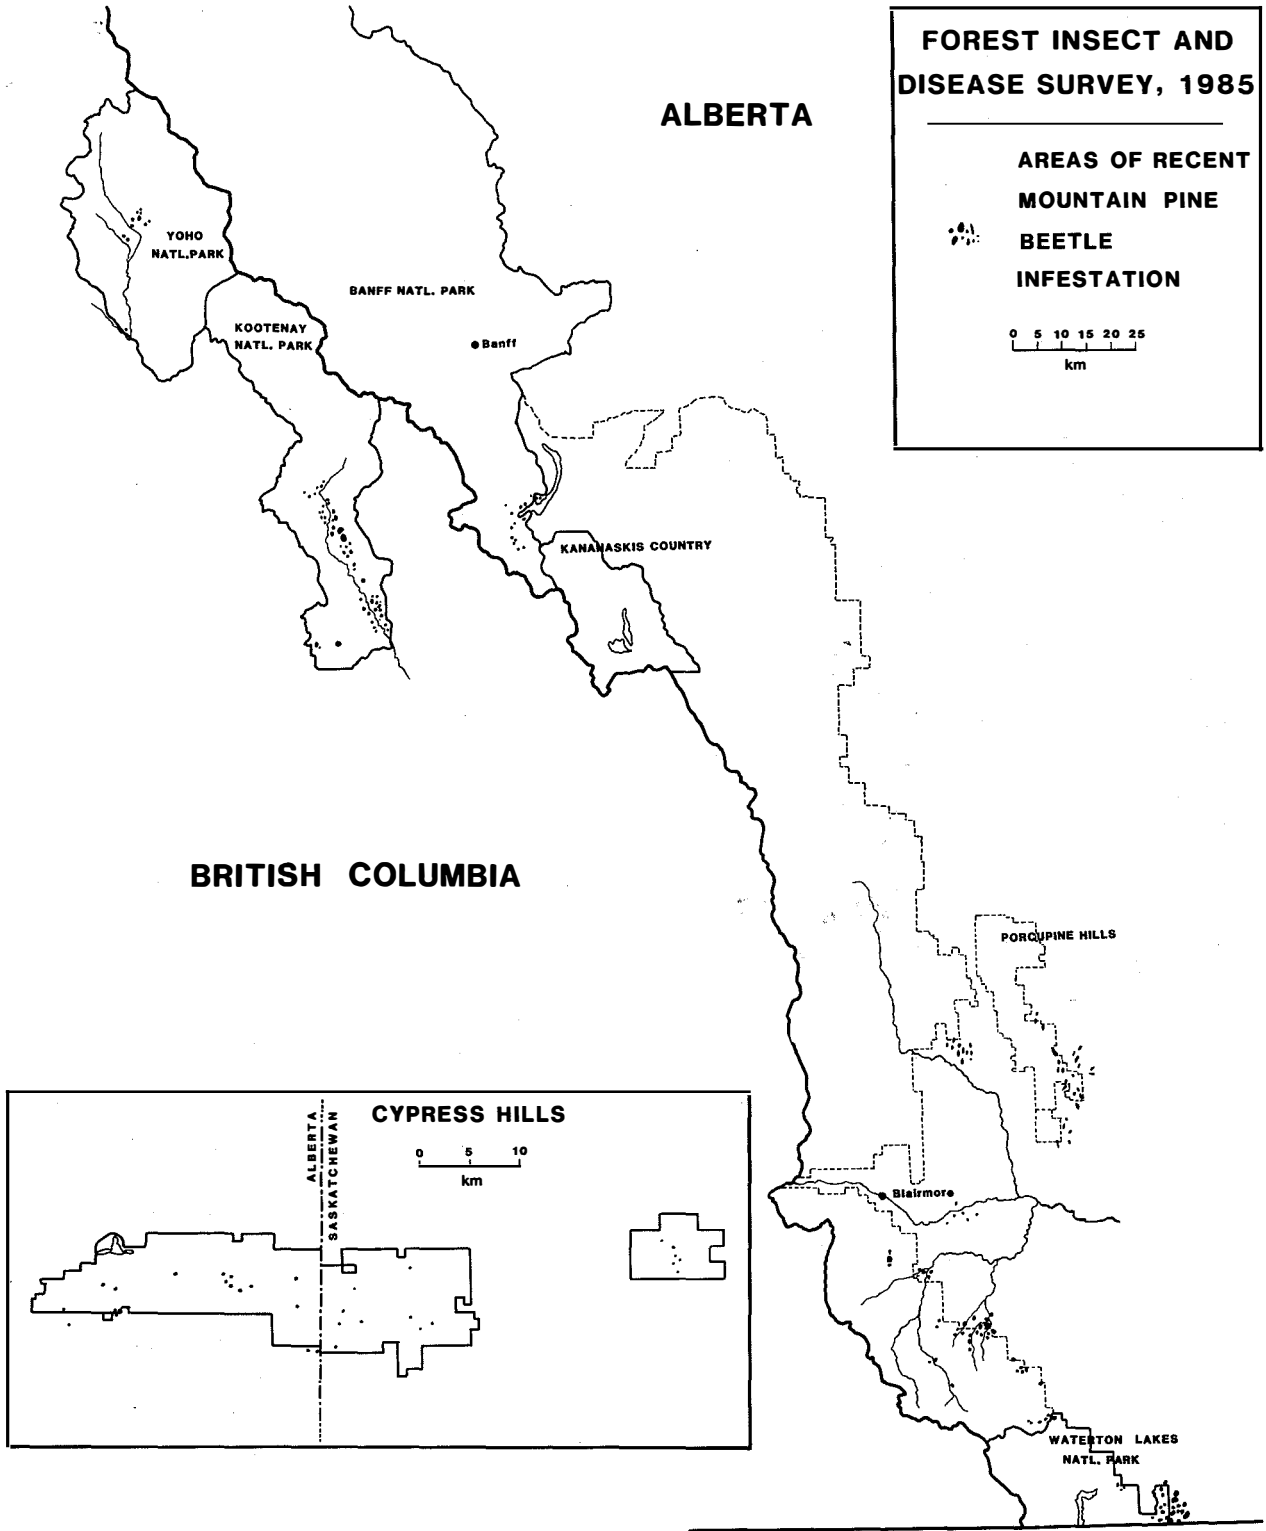 FOREST INSECT AND
DISEASE SURVEY, 1985
AREAS OF RECENT
MOUNTAIN PINE
BEETLE
INFESTATION
0 5 10 15 20 25
km
ALBERTA
YOHO
NATL.PARK
BANFF NATL. PARK
KOOTENAY
NATL. PARK
Banff
KANANASKIS COUNTRY
BRITISH COLUMBIA
PORCUPINE HILLS
CYPRESS HILLS
ALBERTA
SASKATCHEWAN
0 5 10
km
Blairmore
WATERTON LAKES
NATL. PARK